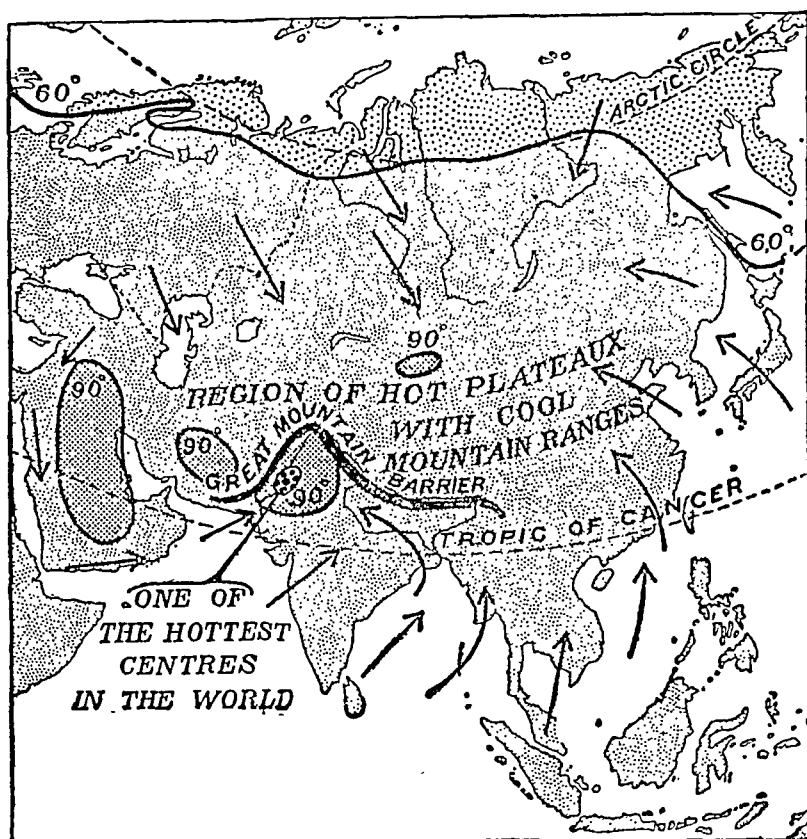 60°
ARCTIC CIRCLE
60°
90°
90°
REGION OF HOT PLATEAUX
WITH COOL
MOUNTAIN RANGES
90°
GREAT MOUNTAIN
BARRIER
90°
TROPIC OF CANCER
ONE OF
THE HOTTEST
CENTRES
IN THE WORLD